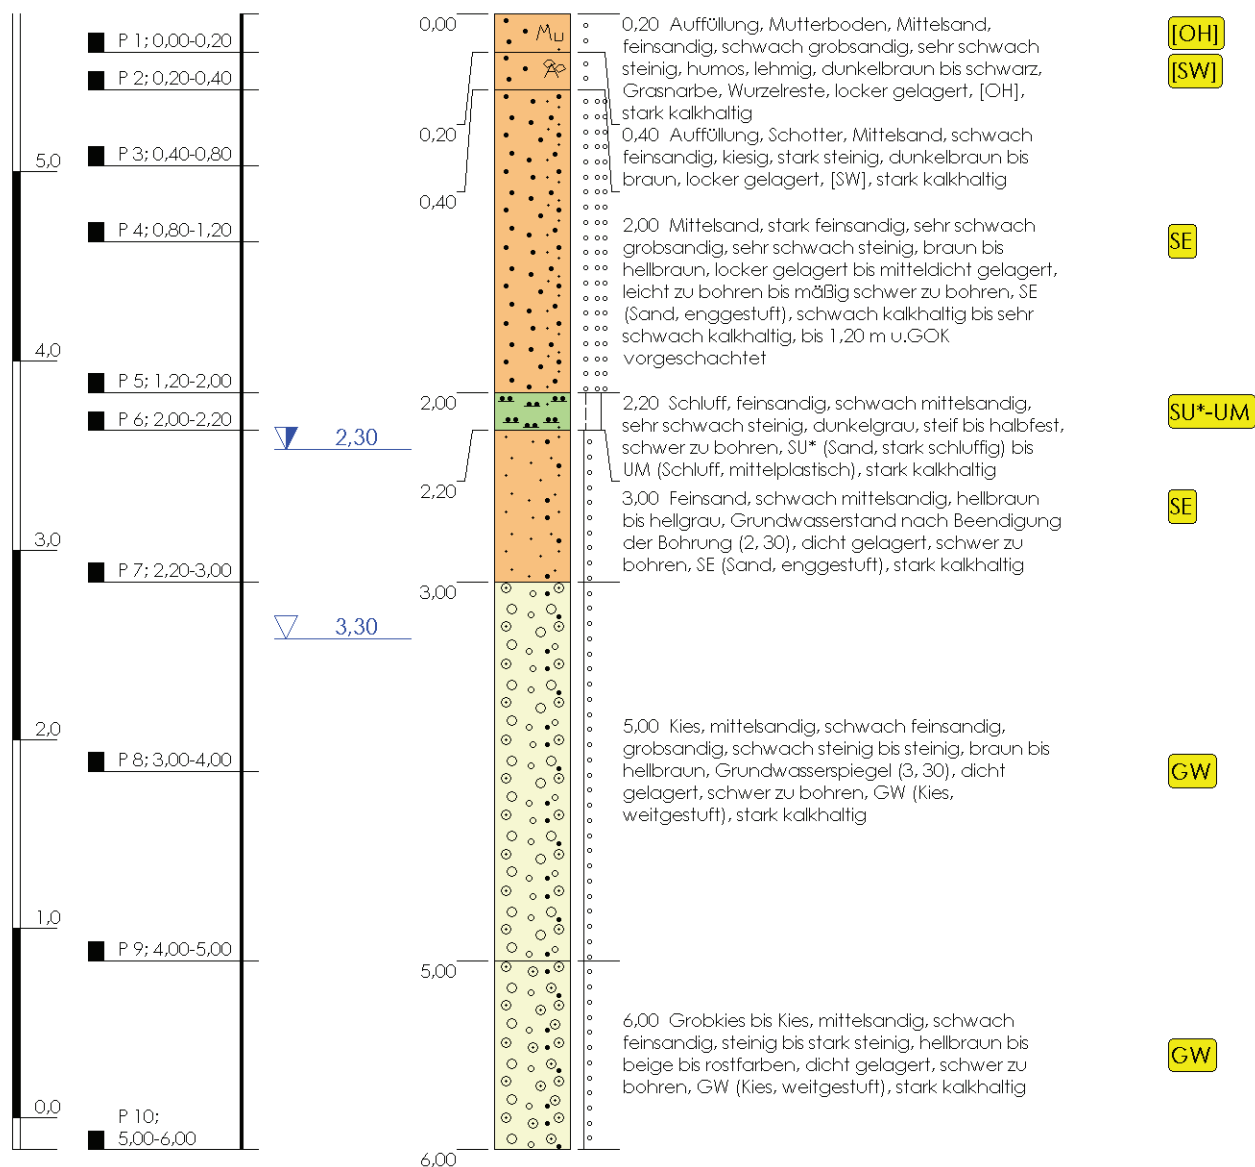 5,0
4,0
3,0
2,0
1,0
0,0
P 1; 0,00-0,20
P 2; 0,20-0,40
P 3; 0,40-0,80
P 4; 0,80-1,20
P 5; 1,20-2,00
P 6; 2,00-2,20
P 7; 2,20-3,00
P 8; 3,00-4,00
P 9; 4,00-5,00
P 10;
5,00-6,00
2,30
3,30
0,00
0,20
0,40
2,00
2,20
3,00
5,00
6,00
Mu
A
0,20 Auffüllung, Mutterboden, Mittelsand,
feinsandig, schwach grobsandig, sehr schwach
steinig, humos, lehmig, dunkelbraun bis schwarz,
Grasnarbe, Wurzelreste, locker gelagert, [OH],
stark kalkhaltig
0,40 Auffüllung, Schotter, Mittelsand, schwach
feinsandig, kiesig, stark steinig, dunkelbraun bis
braun, locker gelagert, [SW], stark kalkhaltig
2,00 Mittelsand, stark feinsandig, sehr schwach
grobsandig, sehr schwach steinig, braun bis
hellbraun, locker gelagert bis mitteldicht gelagert,
leicht zu bohren bis mäßig schwer zu bohren, SE
(Sand, enggestuft), schwach kalkhaltig bis sehr
schwach kalkhaltig, bis 1,20 m u.GOK
vorgeschachtet
2,20 Schluff, feinsandig, schwach mittelsandig,
sehr schwach steinig, dunkelgrau, steif bis halbfest,
schwer zu bohren, SU* (Sand, stark schluffig) bis
UM (Schluff, mittelplastisch), stark kalkhaltig
3,00 Feinsand, schwach mittelsandig, hellbraun
bis hellgrau, Grundwasserstand nach Beendigung
der Bohrung (2, 30), dicht gelagert, schwer zu
bohren, SE (Sand, enggestuft), stark kalkhaltig
5,00 Kies, mittelsandig, schwach feinsandig,
grobsandig, schwach steinig bis steinig, braun bis
hellbraun, Grundwasserspiegel (3, 30), dicht
gelagert, schwer zu bohren, GW (Kies,
weitgestuft), stark kalkhaltig
6,00 Grobkies bis Kies, mittelsandig, schwach
feinsandig, steinig bis stark steinig, hellbraun bis
beige bis rostfarben, dicht gelagert, schwer zu
bohren, GW (Kies, weitgestuft), stark kalkhaltig
[OH]
[SW]
SE
SU*-UM
SE
GW
GW